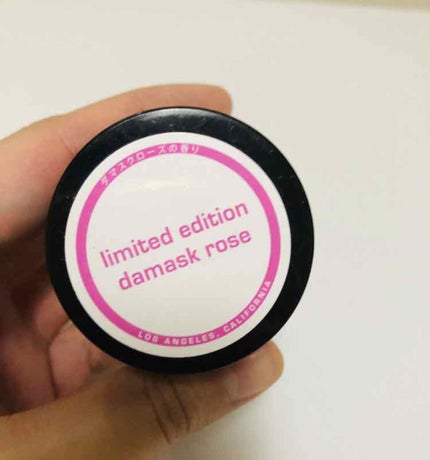 ダマスクローズの香り
limited edition
damask rose
LOS ANGELES, CALIFORNIA